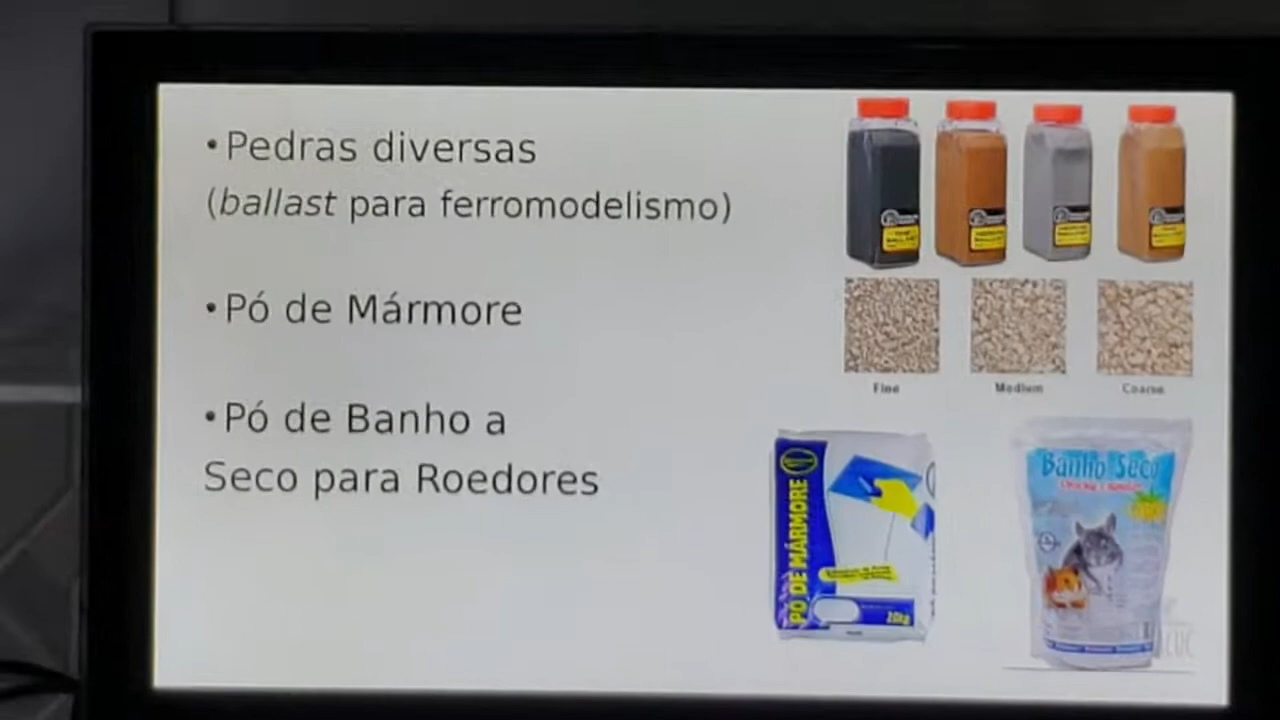 • Pedras diversas
(ballast para ferromodelismo)
• Pó de Mármore
• Pó de Banho a
Seco para Roedores
Fine
Medium
Coarse
PÓ DE MÁRMORE
20kg
Banho Seco